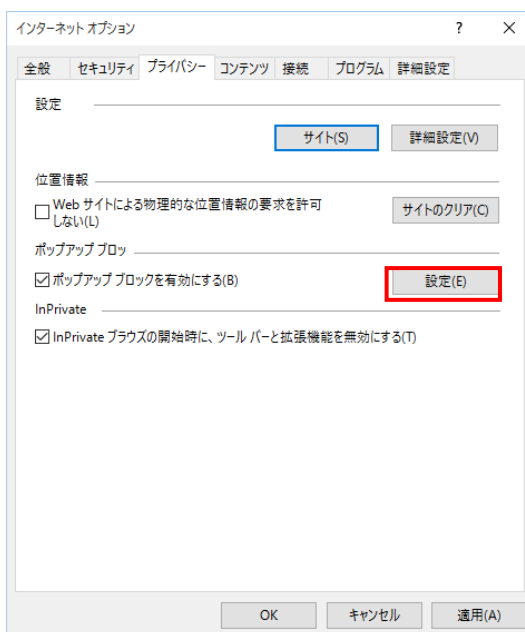 インターネット オプション ? ×
全般 セキュリティ プライバシー コンテンツ 接続 プログラム 詳細設定
設定
サイト(S) 詳細設定(V)
位置情報
Web サイトによる物理的な位置情報の要求を許可
しない(L)
サイトのクリア(C)
ポップアップ ブロッ
ポップアップ ブロックを有効にする(B)
設定(E)
InPrivate
InPrivate ブラウズの開始時に、ツール バーと拡張機能を無効にする(T)
OK キャンセル 適用(A)